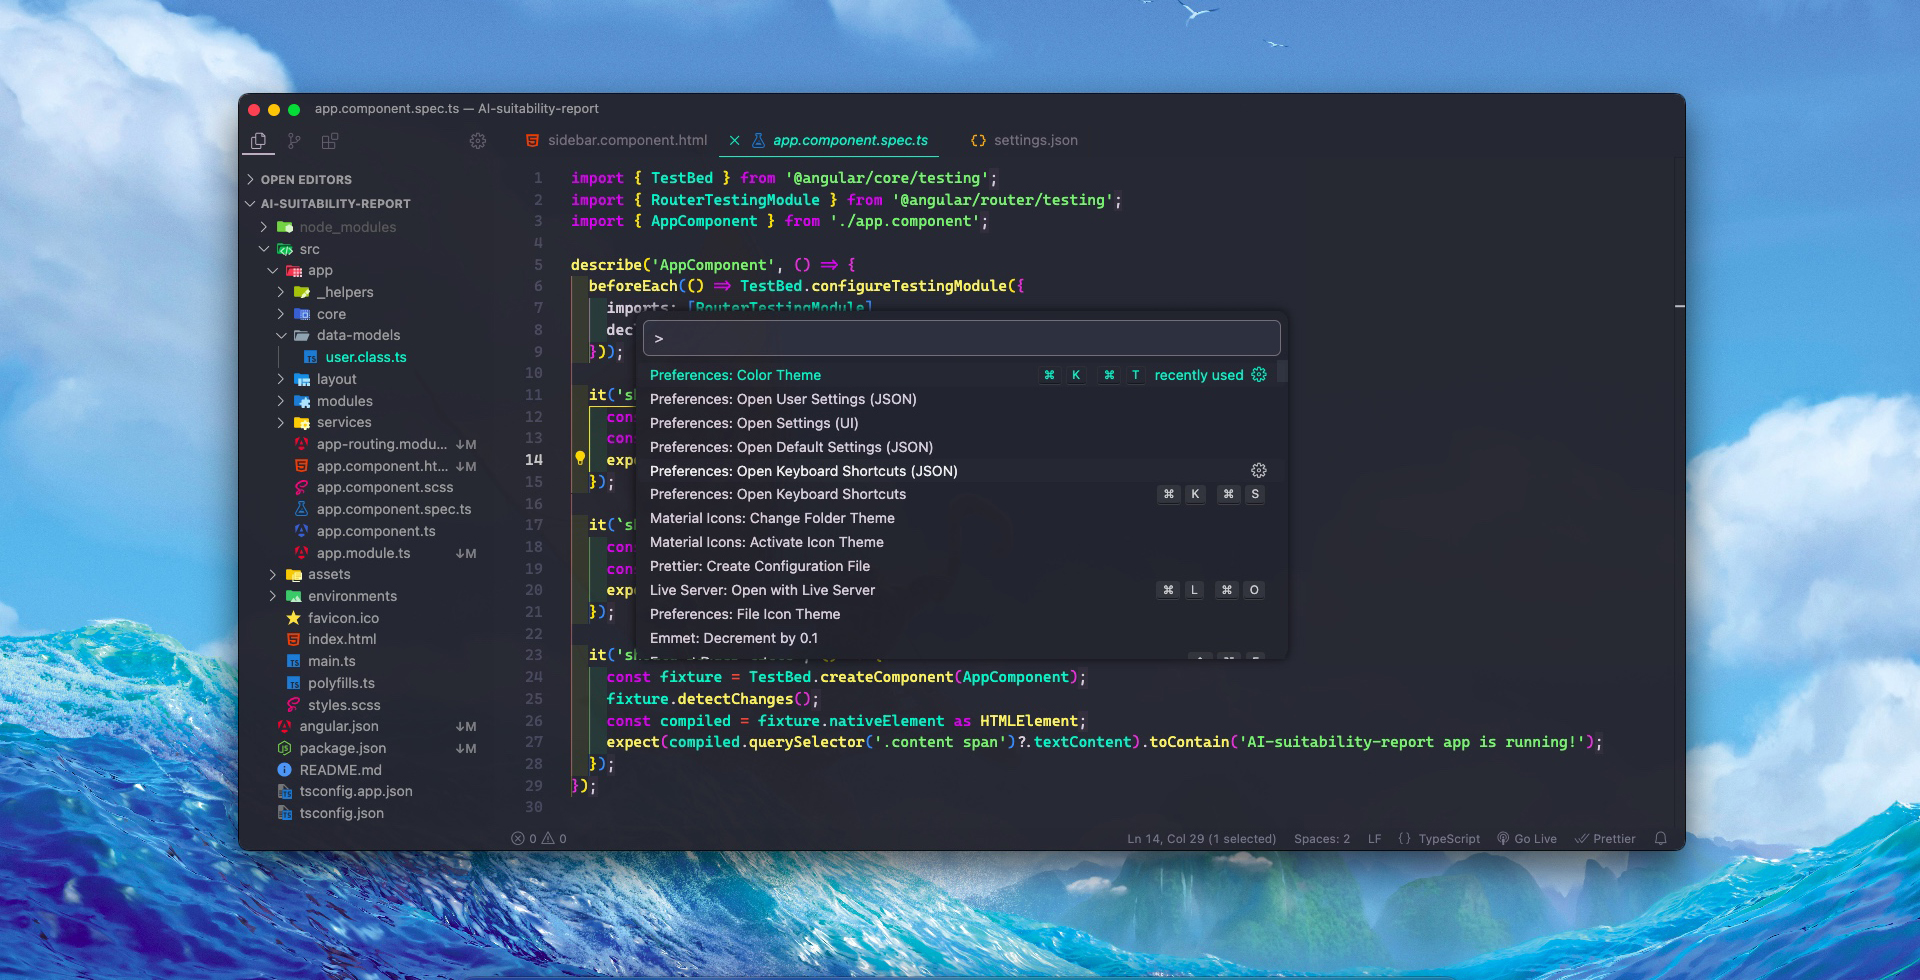 app.component.spec.ts — AI-suitability-report
sidebar.component.html
app.component.spec.ts
settings.json
OPEN EDITORS
AI-SUITABILITY-REPORT
node_modules
src
app
_helpers
core
data-models
user.class.ts
layout
modules
services
app-routing.modu... ↓M
app.component.ht... ↓M
app.component.scss
app.component.spec.ts
app.component.ts
app.module.ts ↓M
assets
environments
favicon.ico
index.html
main.ts
polyfills.ts
styles.scss
angular.json ↓M
package.json ↓M
README.md
tsconfig.app.json
tsconfig.json
1 import { TestBed } from '@angular/core/testing';
2 import { RouterTestingModule } from '@angular/router/testing';
3 import { AppComponent } from './app.component';
4
5 describe('AppComponent', () => {
6 beforeEach(() => TestBed.configureTestingModule({
7 imports: [RouterTestingModule]
8 dec
9 }));
10
11 it('s
12 con
13 con
14 exp
15 });
16
17 it(`s
18 con
19 con
20 exp
21 });
22
23 it('s
24 const fixture = TestBed.createComponent(AppComponent);
25 fixture.detectChanges();
26 const compiled = fixture.nativeElement as HTMLElement;
27 expect(compiled.querySelector('.content span')?.textContent).toContain('AI-suitability-report app is running!');
28 });
29 });
30
>
Preferences: Color Theme ⌘ K ⌘ T recently used
Preferences: Open User Settings (JSON)
Preferences: Open Settings (UI)
Preferences: Open Default Settings (JSON)
Preferences: Open Keyboard Shortcuts (JSON)
Preferences: Open Keyboard Shortcuts ⌘ K ⌘ S
Material Icons: Change Folder Theme
Material Icons: Activate Icon Theme
Prettier: Create Configuration File
Live Server: Open with Live Server ⌘ L ⌘ O
Preferences: File Icon Theme
Emmet: Decrement by 0.1
0 0
Ln 14, Col 29 (1 selected) Spaces: 2 LF {} TypeScript Go Live Prettier